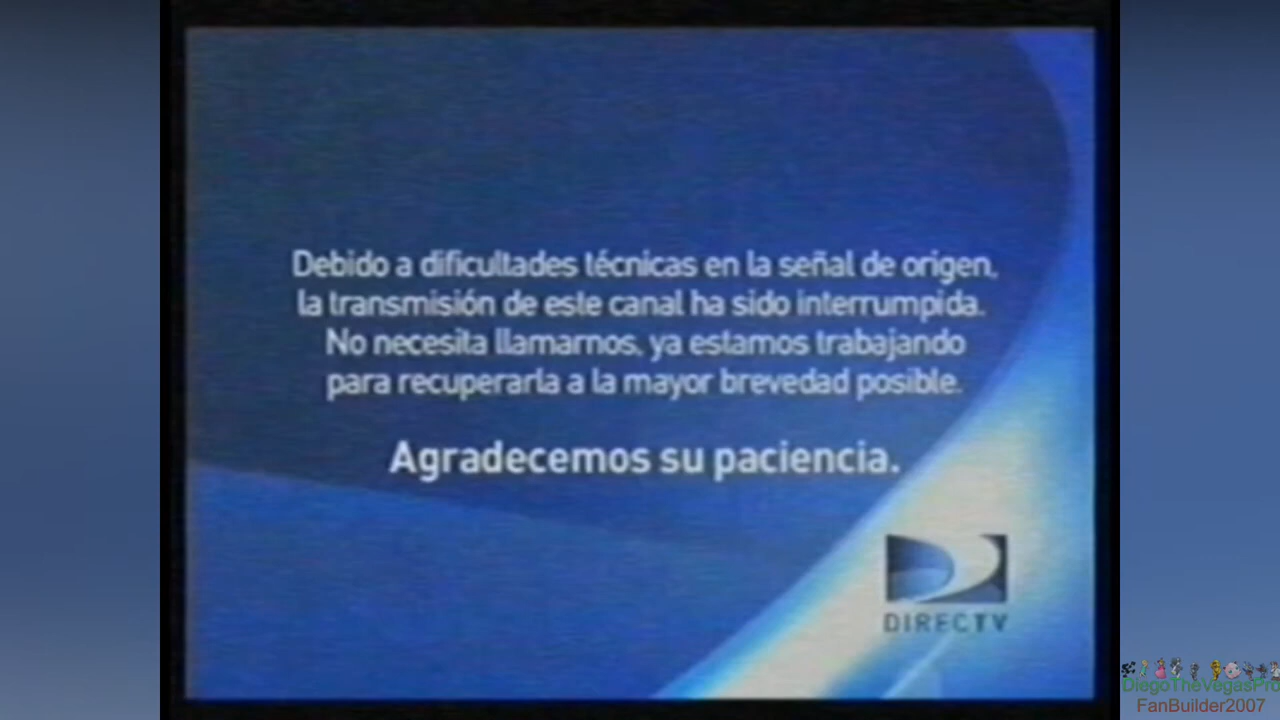 Debido a dificultades técnicas en la señal de origen,
la transmisión de este canal ha sido interrumpida.
No necesita llamarnos, ya estamos trabajando
para recuperarla a la mayor brevedad posible.
Agradecemos su paciencia.
DIRECTV
DiegoTheVegasPro
FanBuilder2007